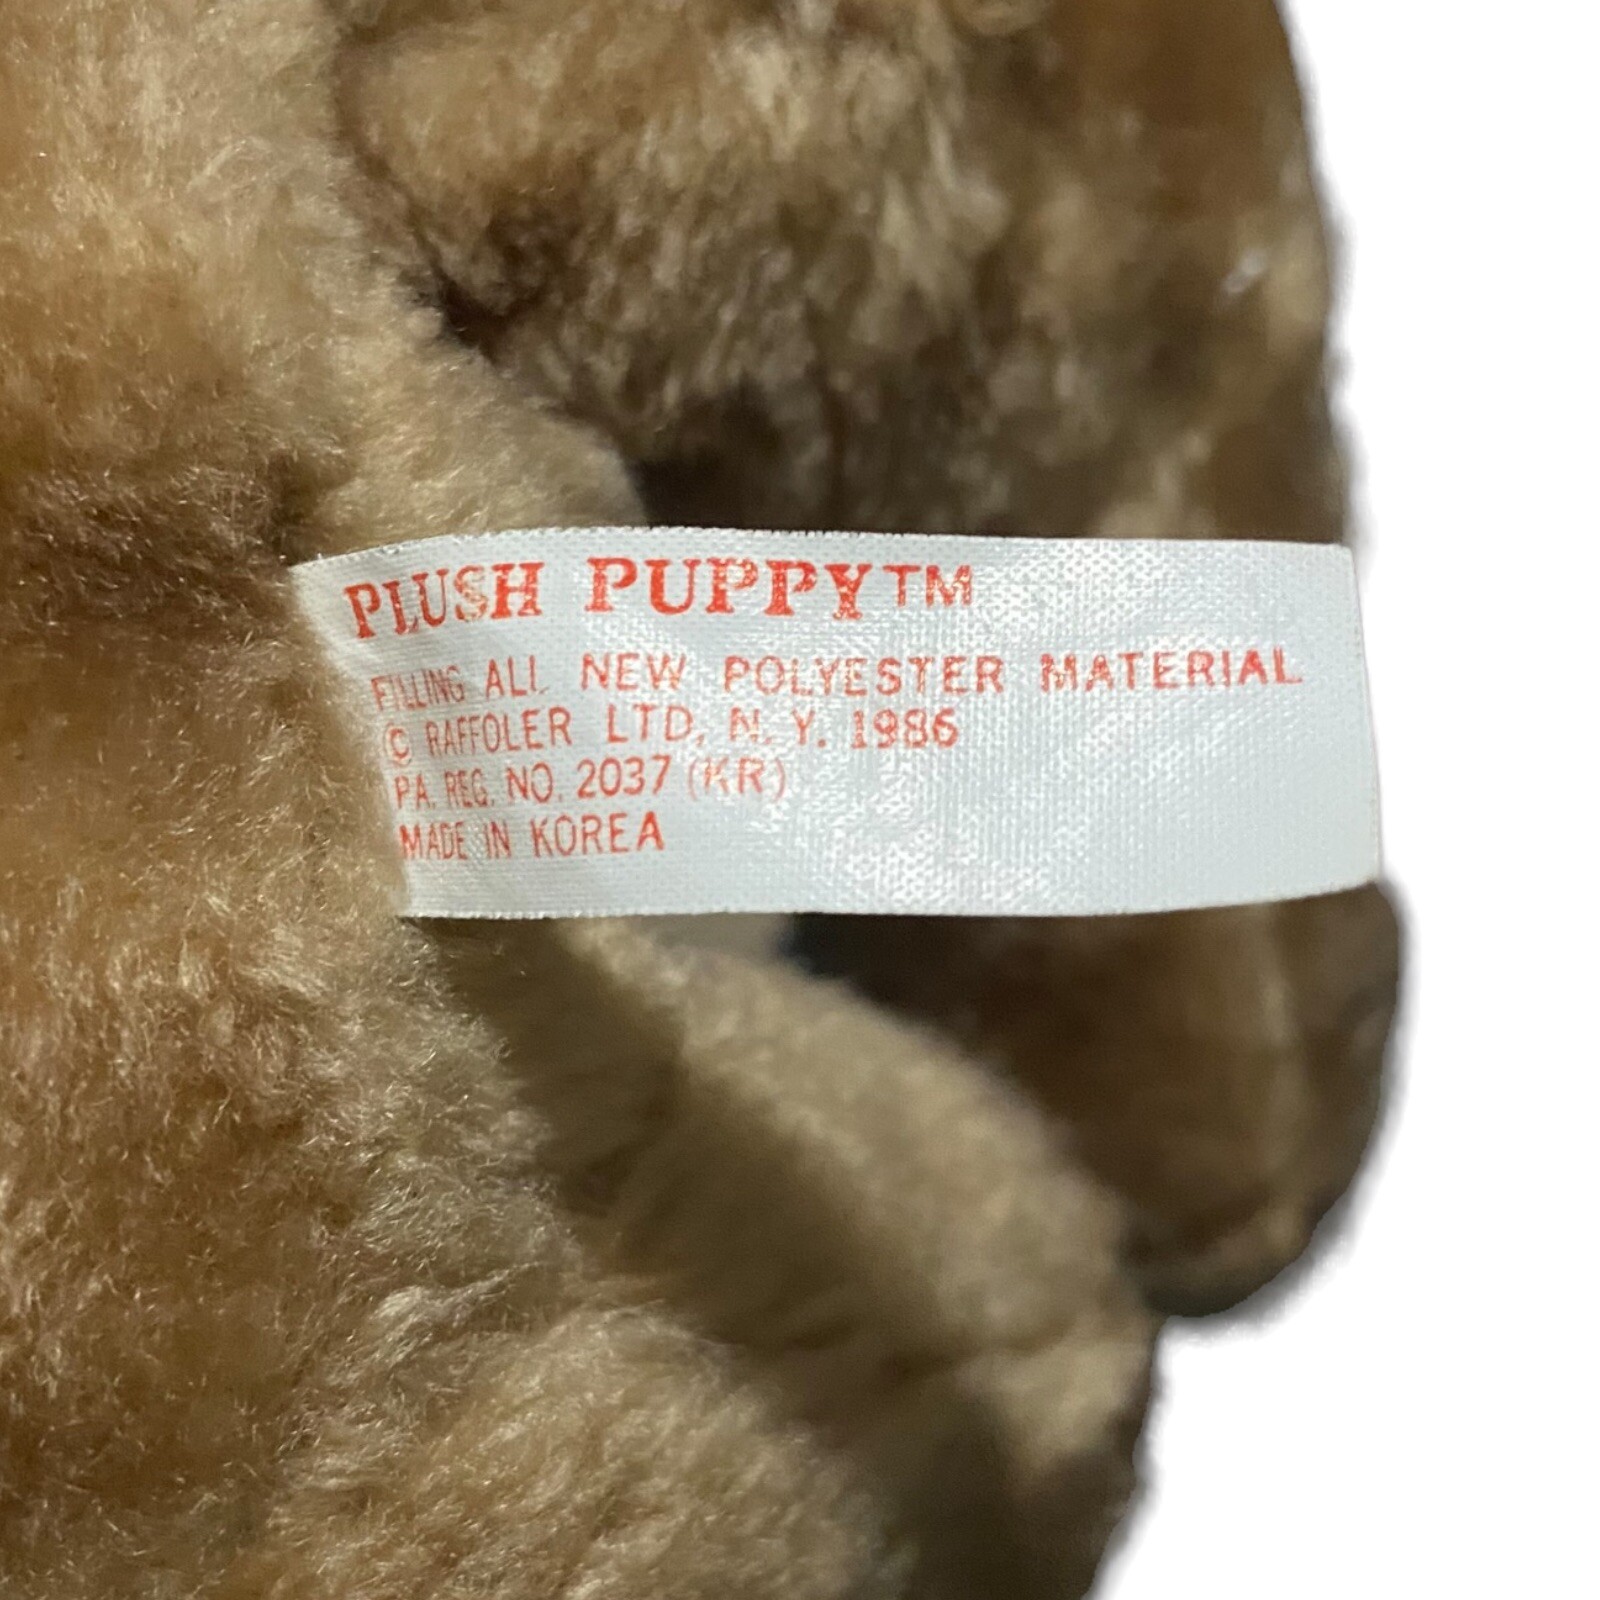 PLUSH PUPPY™
FILLING ALL NEW POLYESTER MATERIAL
© RAFFOLER LTD, N.Y. 1986
PA. REG. NO. 2037 (KR)
MADE IN KOREA